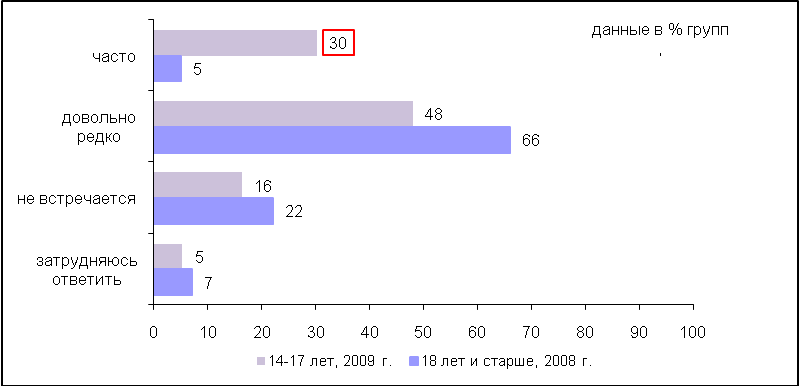 данные в % групп
,
часто
30
5
довольно
редко
48
66
не встречается
16
22
затрудняюсь
ответить
5
7
0 10 20 30 40 50 60 70 80 90 100
14-17 лет, 2009 г. 18 лет и старше, 2008 г.